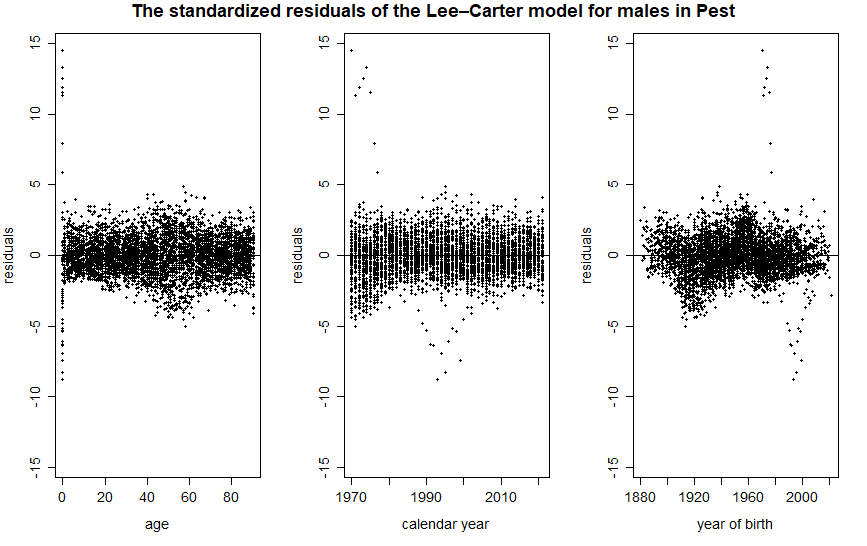 The standardized residuals of the Lee–Carter model for males in Pest
residuals
15
10
5
0
-5
-10
-15
0 20 40 60 80
age
residuals
15
10
5
0
-5
-10
-15
1970 1990 2010
calendar year
residuals
15
10
5
0
-5
-10
-15
1880 1920 1960 2000
year of birth